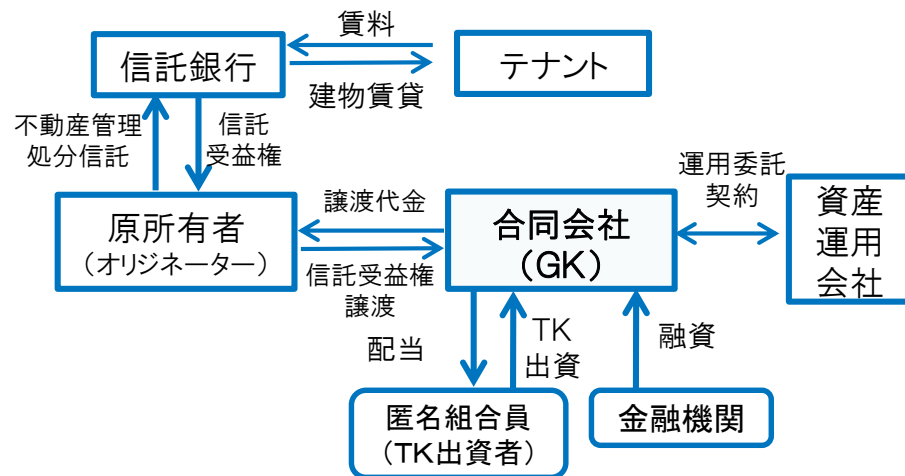 賃料
信託銀行
テナント
建物賃貸
不動産管理
処分信託
信託
受益権
運用委託
契約
譲渡代金
原所有者
（オリジネーター）
合同会社
（GK）
資産
運用
会社
信託受益権
譲渡
配当
TK
出資
融資
匿名組合員
（TK出資者）
金融機関